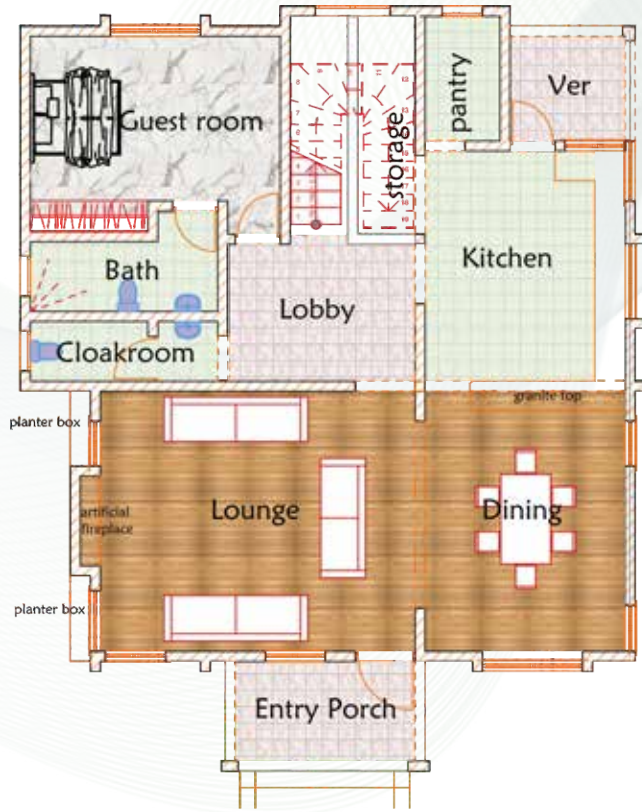 Guest room
storage
pantry
Ver
Bath
Lobby
Kitchen
Cloakroom
granite top
planter box
artificial
fireplace
Lounge
Dining
planter box
Entry Porch